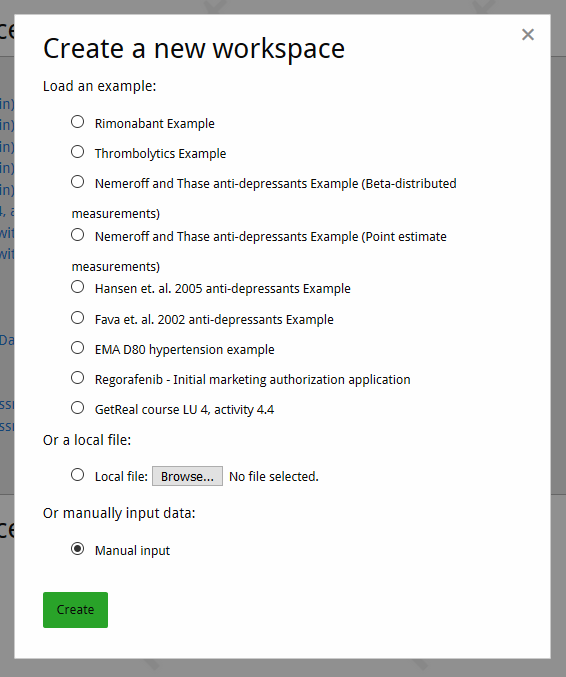 Create a new workspace
Load an example:
Rimonabant Example
Thrombolytics Example
Nemeroff and Thase anti-depressants Example (Beta-distributed
measurements)
Nemeroff and Thase anti-depressants Example (Point estimate
measurements)
Hansen et. al. 2005 anti-depressants Example
Fava et. al. 2002 anti-depressants Example
EMA D80 hypertension example
Regorafenib - Initial marketing authorization application
GetReal course LU 4, activity 4.4
Or a local file:
Local file: Browse... No file selected.
Or manually input data:
Manual input
Create